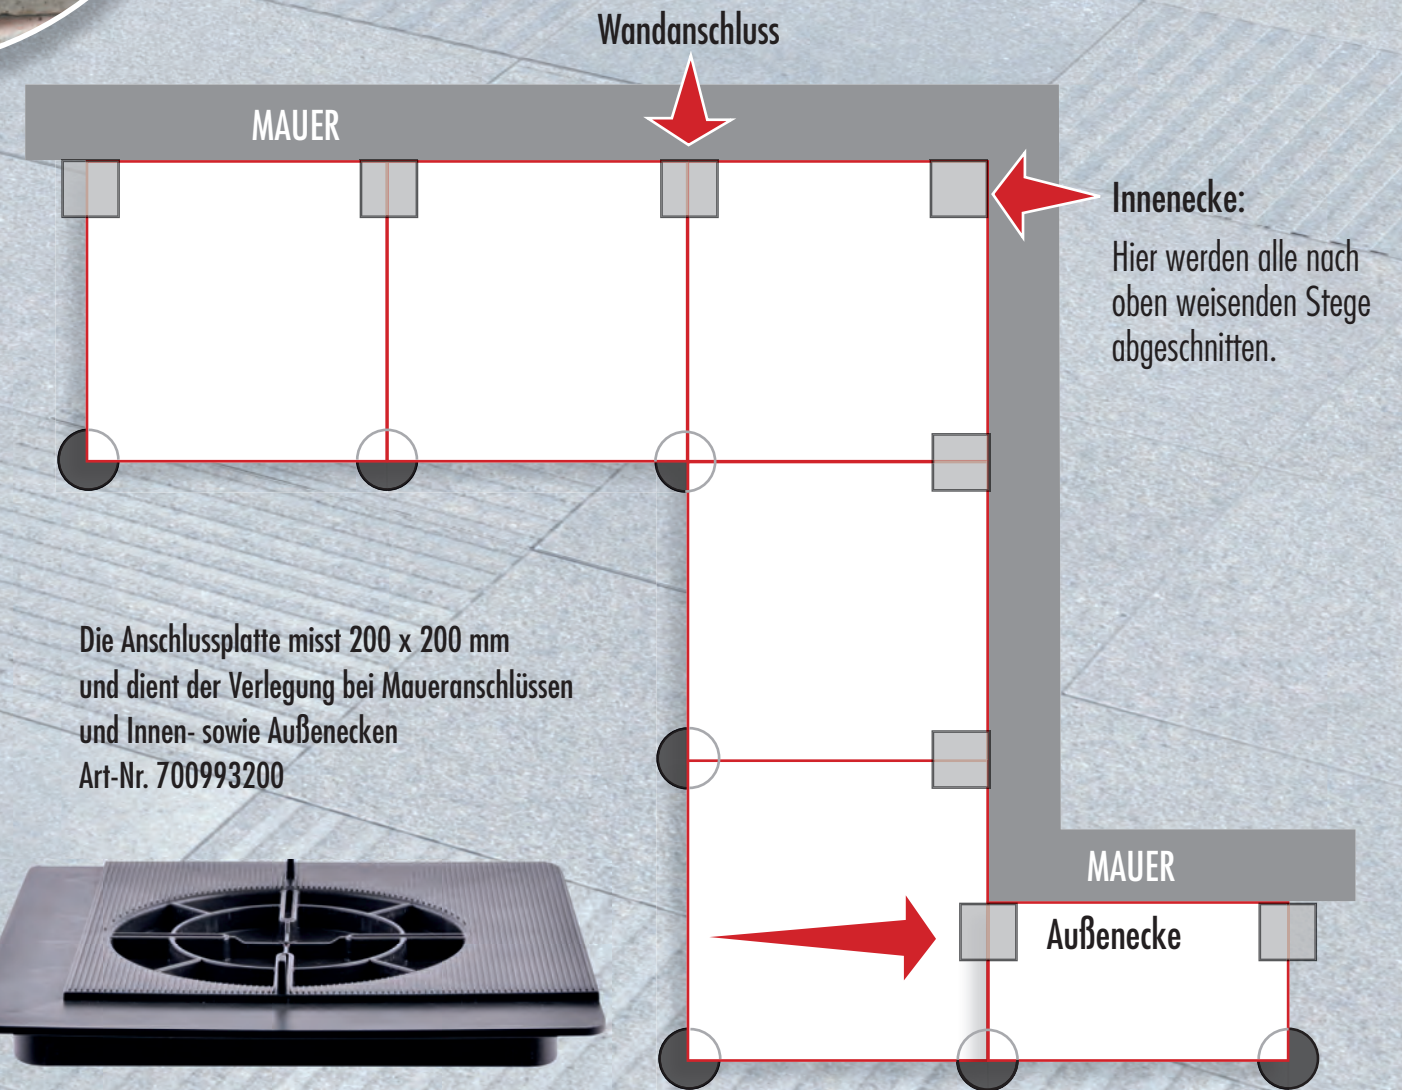 Wandanschluss
MAUER
Innenecke:
Hier werden alle nach
oben weisenden Stege
abgeschnitten.
Die Anschlussplatte misst 200 x 200 mm
und dient der Verlegung bei Maueranschlüssen
und Innen- sowie Außenecken
Art-Nr. 700993200
MAUER
Außenecke